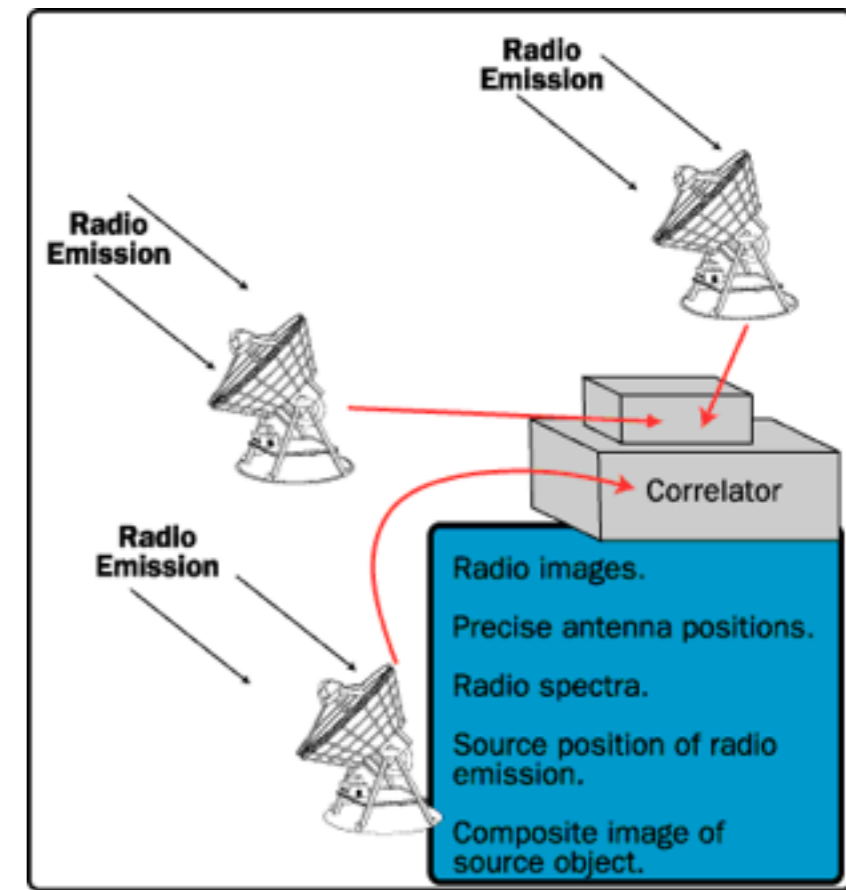 Radio
Emission
Radio
Emission
Radio
Emission
Correlator
Radio images.
Precise antenna positions.
Radio spectra.
Source position of radio
emission.
Composite image of
source object.